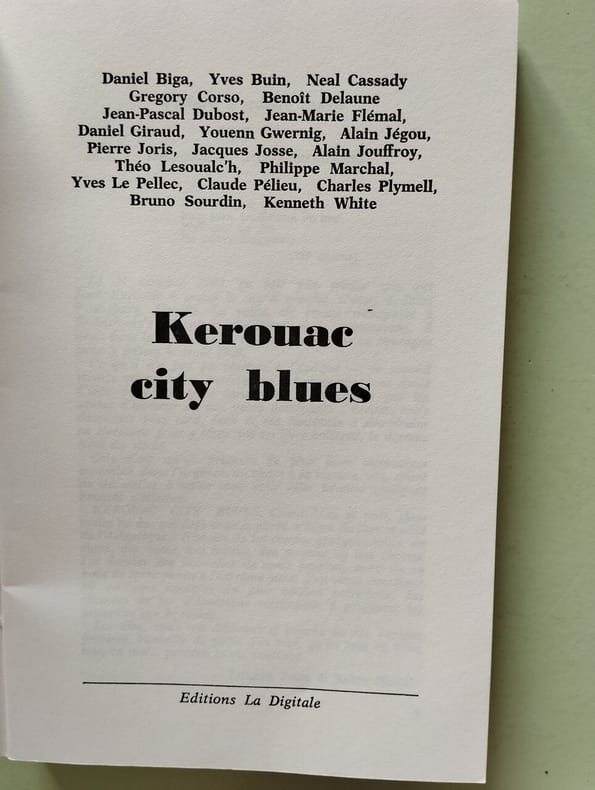 Daniel Biga, Yves Buin, Neal Cassady
Gregory Corso, Benoît Delaune
Jean-Pascal Dubost, Jean-Marie Flémal,
Daniel Giraud, Youenn Gwernig, Alain Jégou,
Pierre Joris, Jacques Josse, Alain Jouffroy,
Théo Lesoualc'h, Philippe Marchal,
Yves Le Pellec, Claude Pélieu, Charles Plymell,
Bruno Sourdin, Kenneth White
Kerouac
city blues
Editions La Digitale